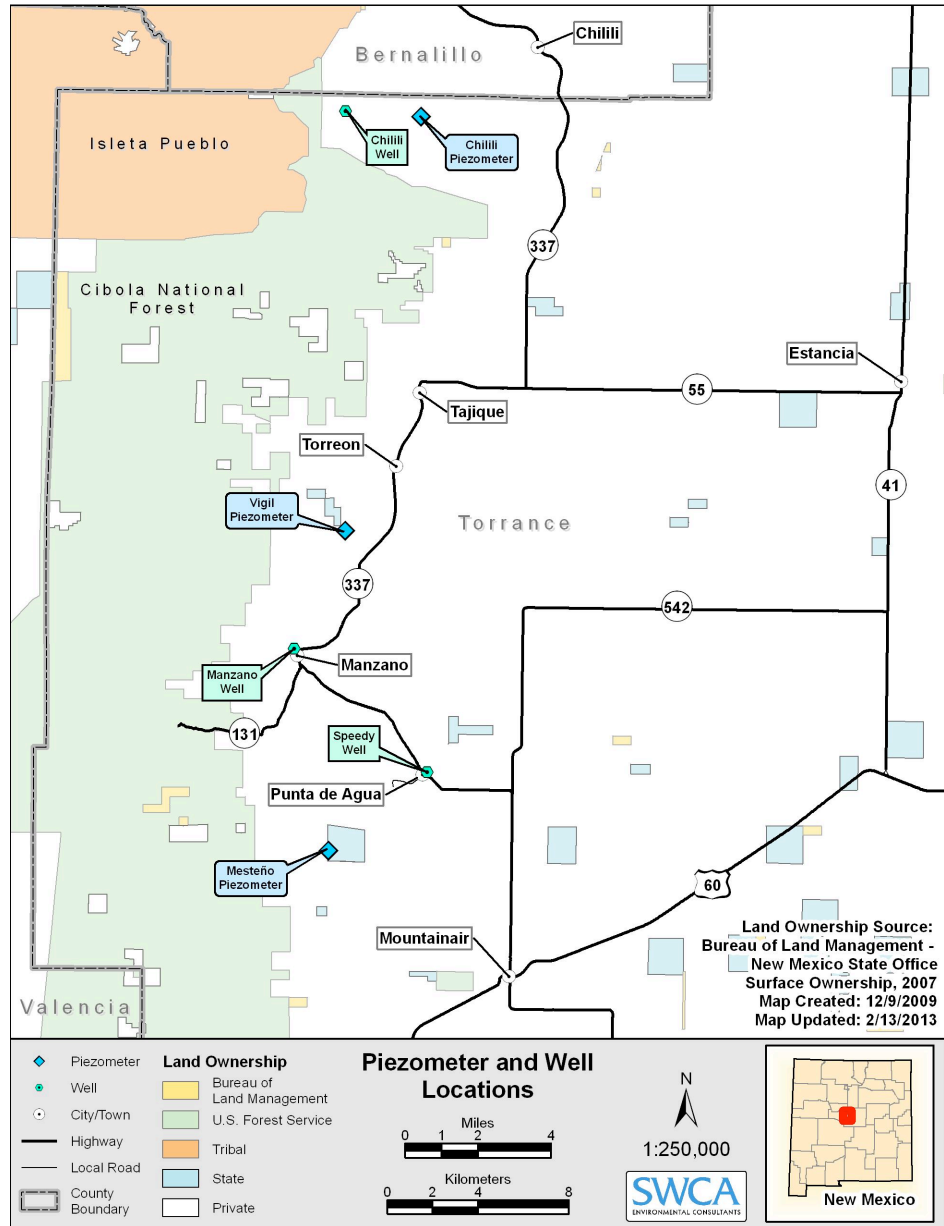 Chilili
Bernalillo
Chilili
Well
Chilili
Piezometer
Isleta Pueblo
337
Cibola National
Forest
Estancia
55
Tajique
Torreon
41
Vigil
Piezometer
Torrance
337
542
Manzano
Manzano
Well
131
Speedy
Well
Punta de Agua
Mesteño
Piezometer
60
Mountainair
Land Ownership Source:
Bureau of Land Management -
New Mexico State Office
Surface Ownership, 2007
Map Created: 12/9/2009
Map Updated: 2/13/2013
Valencia
Piezometer
Well
City/Town
Highway
Local Road
County
Boundary
Land Ownership
Bureau of
Land Management
U.S. Forest Service
Tribal
State
Private
Piezometer and Well
Locations
Miles
0 1 2 4
Kilometers
0 2 4 8
N
1:250,000
SWCA
ENVIRONMENTAL CONSULTANTS
New Mexico